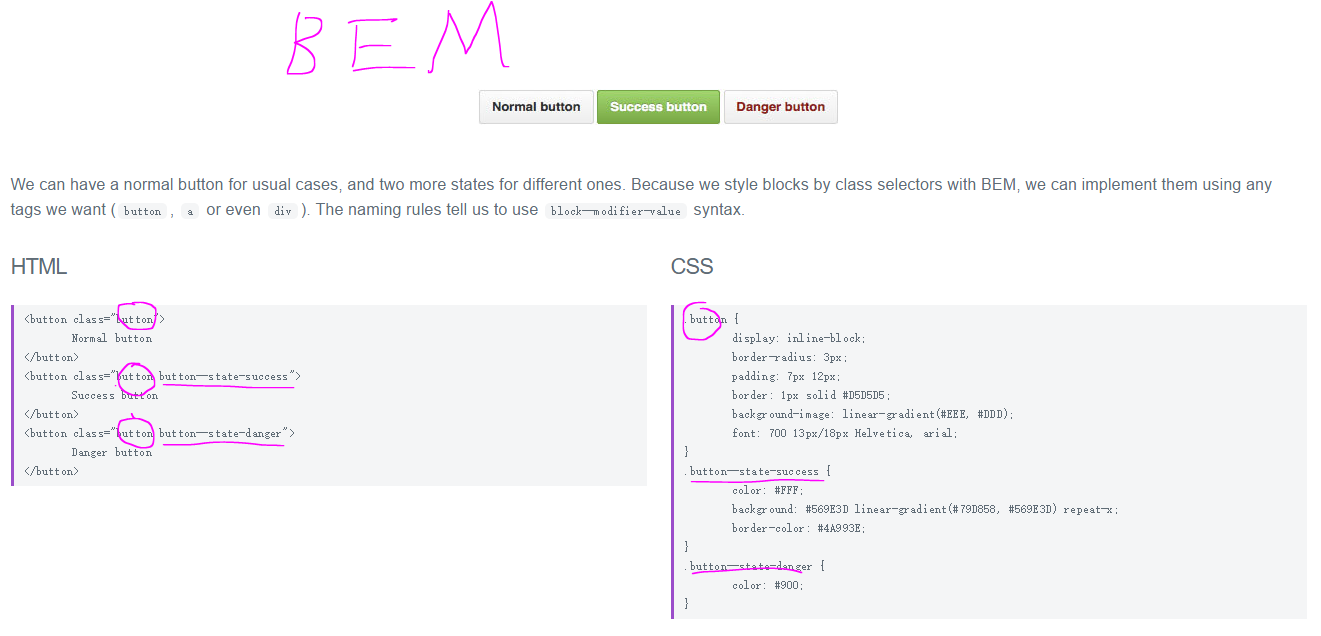 BEM
Normal button Success button Danger button
We can have a normal button for usual cases, and two more states for different ones. Because we style blocks by class selectors with BEM, we can implement them using any
tags we want ( button , a or even div ). The naming rules tell us to use block--modifier-value syntax.
HTML
<button class="button">
Normal button
</button>
<button class="button button--state-success">
Success button
</button>
<button class="button button--state-danger">
Danger button
</button>
CSS
.button {
display: inline-block;
border-radius: 3px;
padding: 7px 12px;
border: 1px solid #D5D5D5;
background-image: linear-gradient(#EEE, #DDD);
font: 700 13px/18px Helvetica, arial;
}
.button--state-success {
color: #FFF;
background: #569E3D linear-gradient(#79D858, #569E3D) repeat-x;
border-color: #4A993E;
}
.button--state-danger {
color: #900;
}